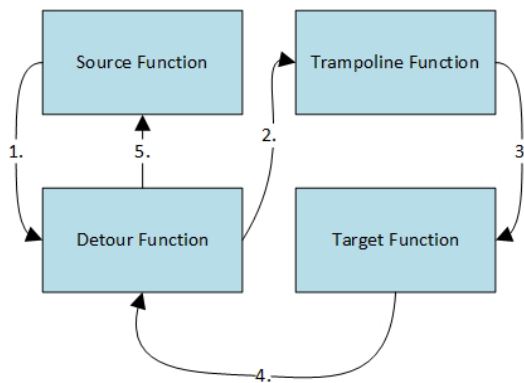 Source Function
Trampoline Function
2.
1.
5.
3
Detour Function
Target Function
4.